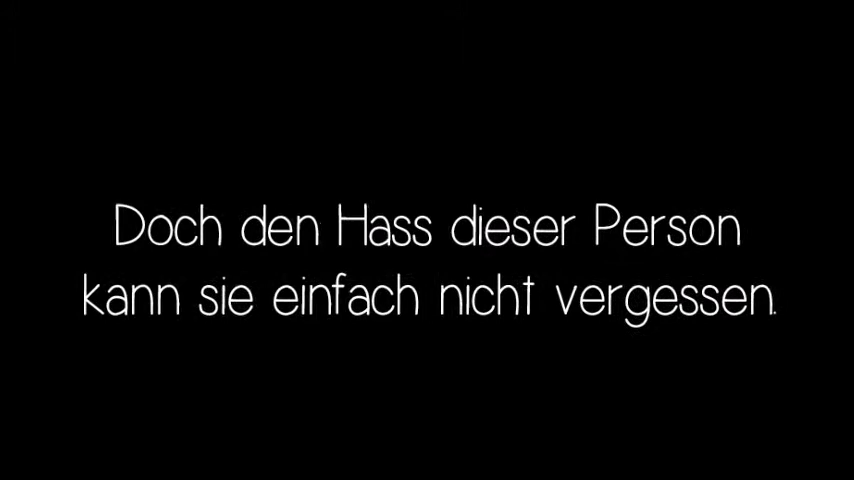 Doch den Hass dieser Person
kann sie einfach nicht vergessen.